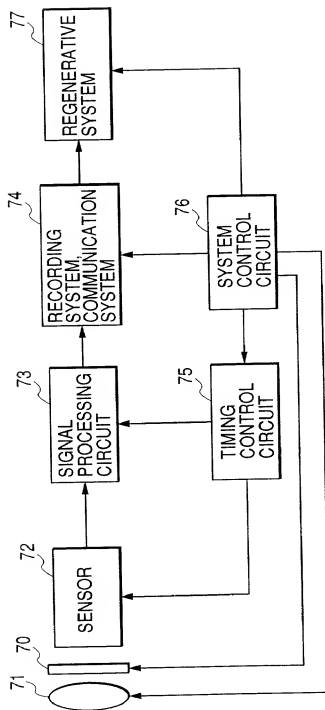 71
70
72
SENSOR
73
SIGNAL
PROCESSING
CIRCUIT
74
RECORDING
SYSTEM,
COMMUNICATION
SYSTEM
77
REGENERATIVE
SYSTEM
75
TIMING CONTROL
CIRCUIT
76
SYSTEM CONTROL
CIRCUIT